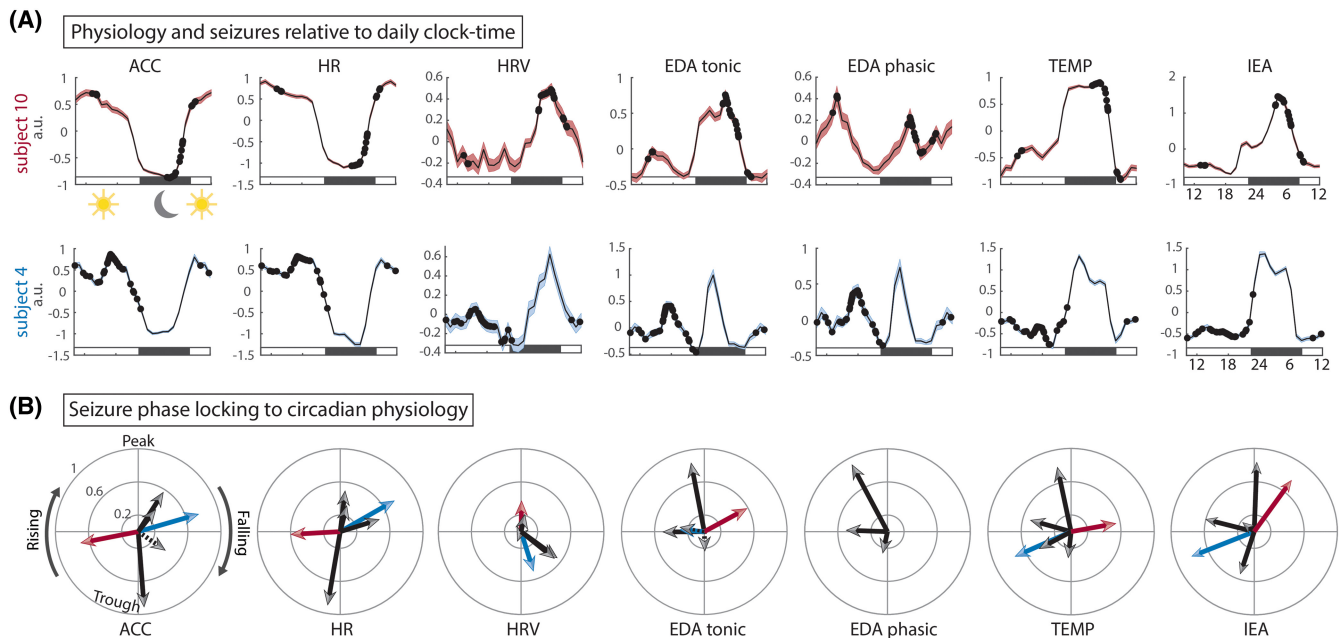 (A)
Physiology and seizures relative to daily clock-time
ACC HR HRV EDA tonic EDA phasic TEMP IEA
subject 10
a.u.
1 0.5 0 -0.5 -1
1 0.5 0 -0.5 -1 -1.5
0.6 0.4 0.2 0 -0.2 -0.4
1 0.5 0 -0.5
0.6 0.4 0.2 0 -0.2 -0.4
1 0.5 0 -0.5 -1
2 1 0 -1
12 18 24 6 12
subject 4
a.u.
1 0.5 0 -0.5 -1 -1.5
1 0.5 0 -0.5 -1 -1.5
0.6 0.4 0.2 0 -0.2 -0.4
1.5 1 0.5 0 -0.5
1 0.5 0 -0.5
1.5 1 0.5 0 -0.5 -1
1.5 1 0.5 0 -0.5 -1
12 18 24 6 12
(B)
Seizure phase locking to circadian physiology
Peak
1
0.6
0.2
Rising
Falling
Trough
ACC HR HRV EDA tonic EDA phasic TEMP IEA